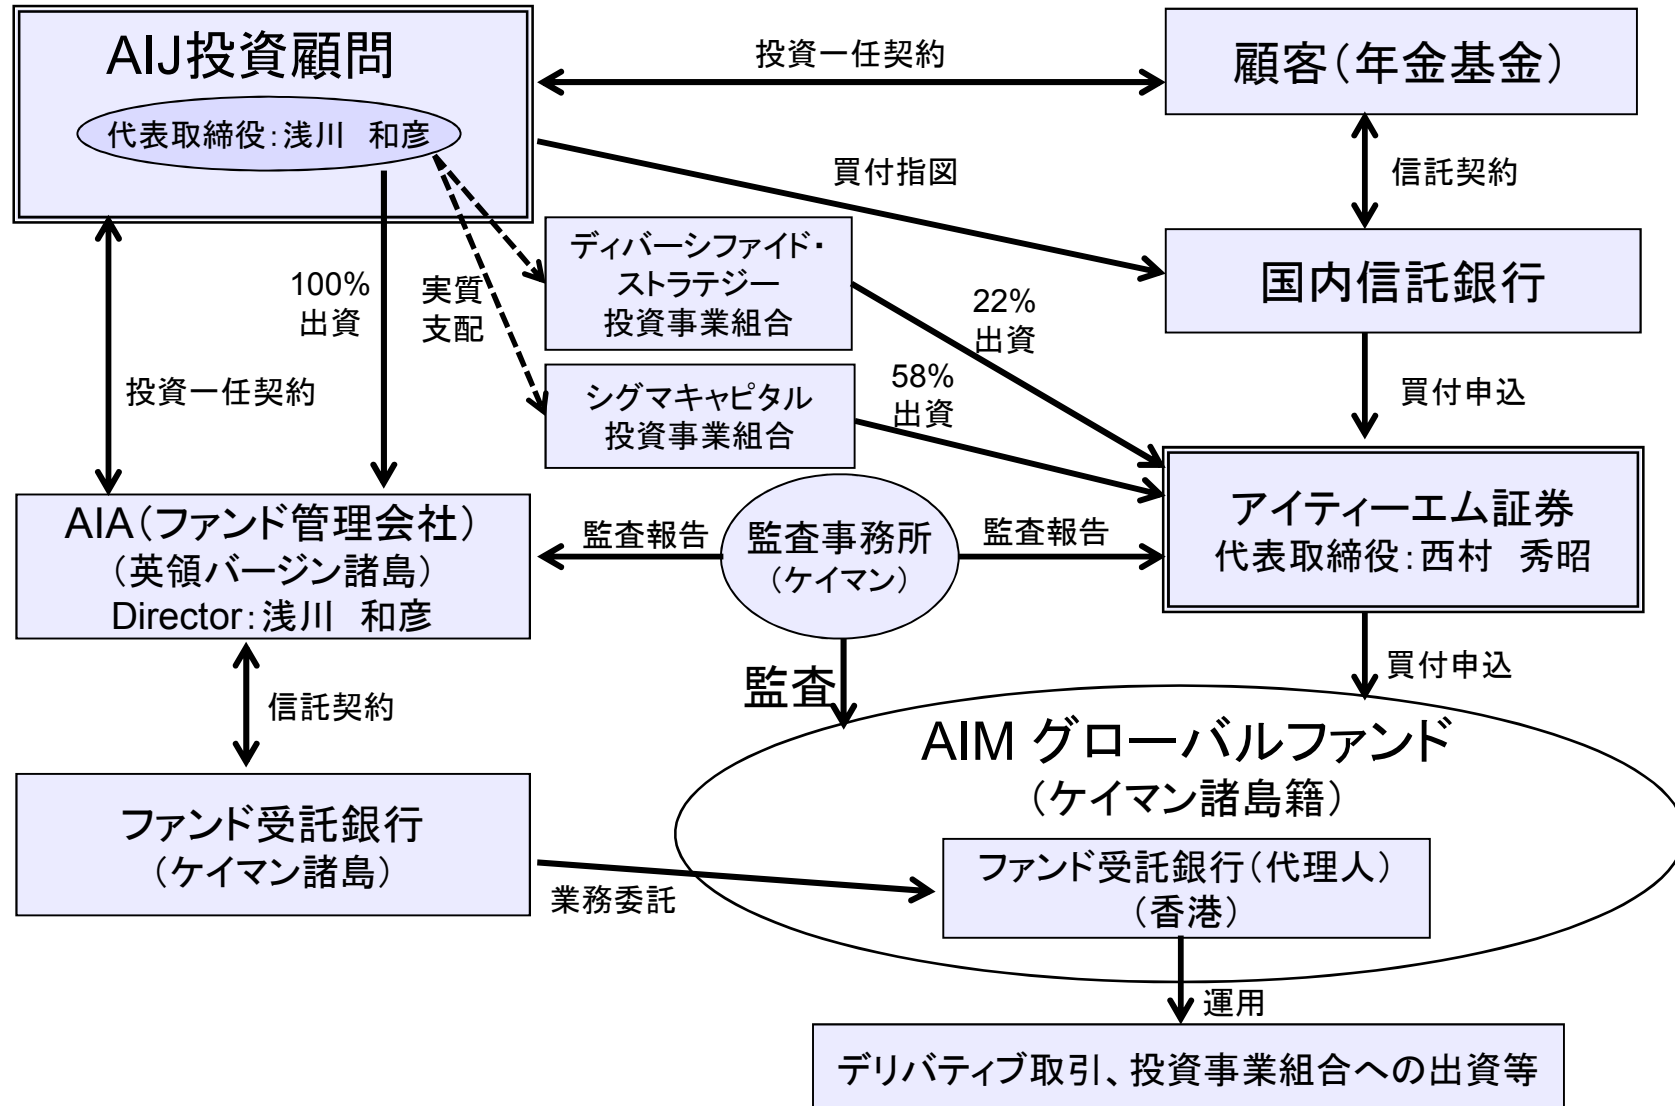 AIJ投資顧問
代表取締役：浅川　和彦
投資一任契約
顧客（年金基金）
買付指図
信託契約
国内信託銀行
100%
出資
実質
支配
ディバーシファイド・
ストラテジー
投資事業組合
22%
出資
シグマキャピタル
投資事業組合
58%
出資
投資一任契約
買付申込
AIA（ファンド管理会社）
（英領バージン諸島）
Director：浅川　和彦
監査報告
監査事務所
（ケイマン）
監査報告
アイティーエム証券
代表取締役：西村　秀昭
監査
買付申込
信託契約
AIM グローバルファンド
（ケイマン諸島籍）
ファンド受託銀行
（ケイマン諸島）
業務委託
ファンド受託銀行（代理人）
（香港）
運用
デリバティブ取引、投資事業組合への出資等